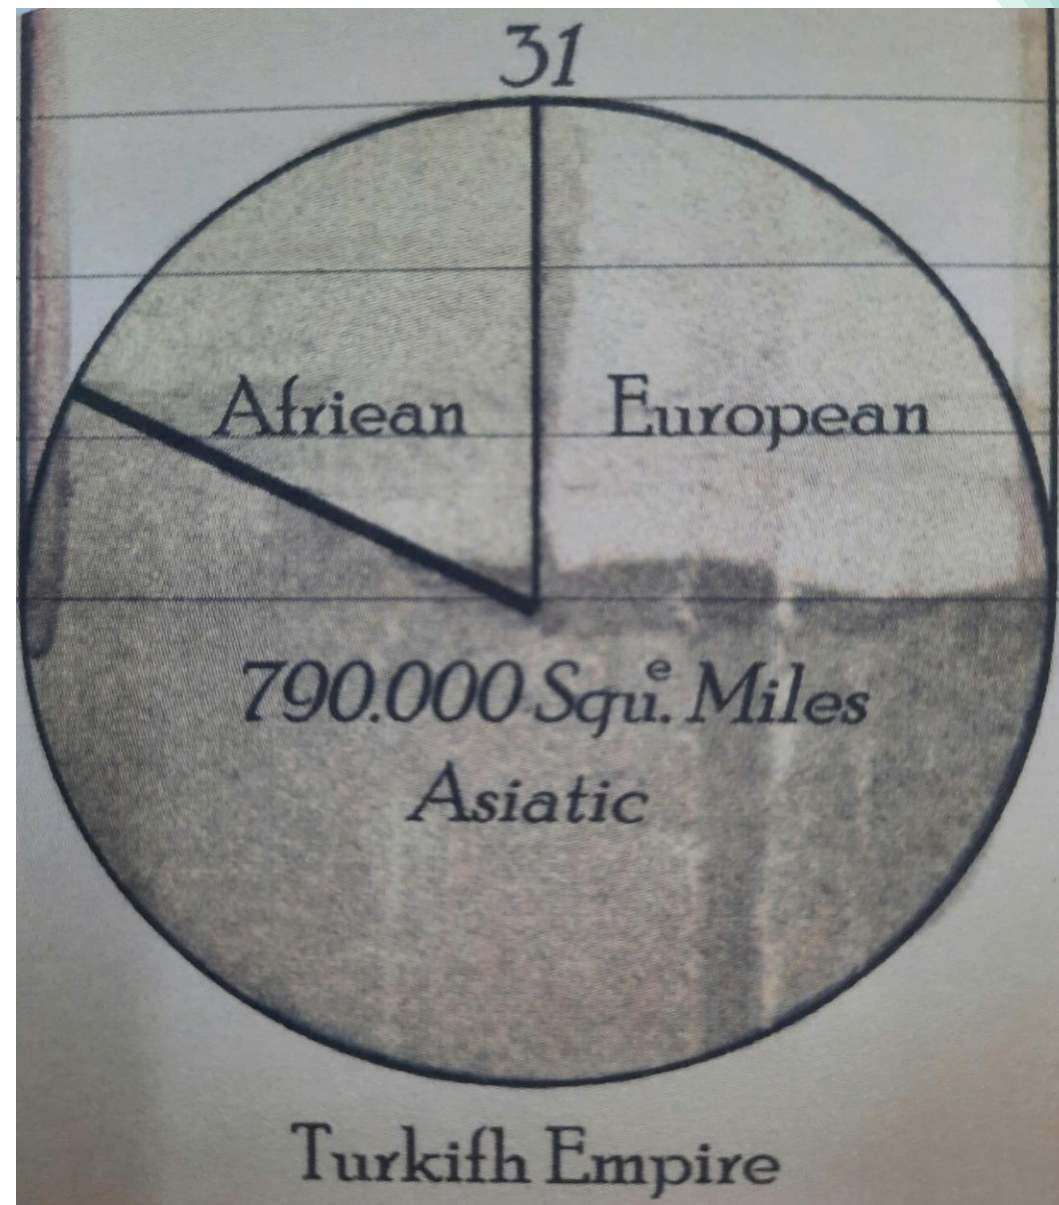 31
Afriean European
790.000 Squ.ͤ Miles
Asiatic
Turkifh Empire